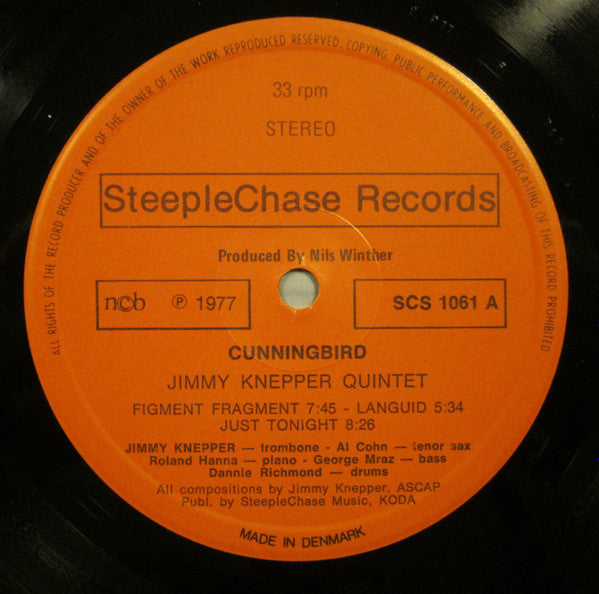 ALL RIGHTS OF THE RECORD PRODUCER AND OF THE OWNER OF THE WORK REPRODUCED RESERVED. COPYING, PUBLIC PERFORMANCE AND BROADCASTING OF THIS RECORD PROHIBITED
33 rpm
STEREO
SteepleChase Records
Produced By Nils Winther
ncb ℗ 1977
SCS 1061 A
CUNNINGBIRD
JIMMY KNEPPER QUINTET
FIGMENT FRAGMENT 7:45 - LANGUID 5:34
JUST TONIGHT 8:26
JIMMY KNEPPER — trombone - Al Cohn — tenor sax
Roland Hanna — piano - George Mraz — bass
Dannie Richmond — drums
All compositions by Jimmy Knepper, ASCAP
Publ. by SteepleChase Music, KODA
MADE IN DENMARK